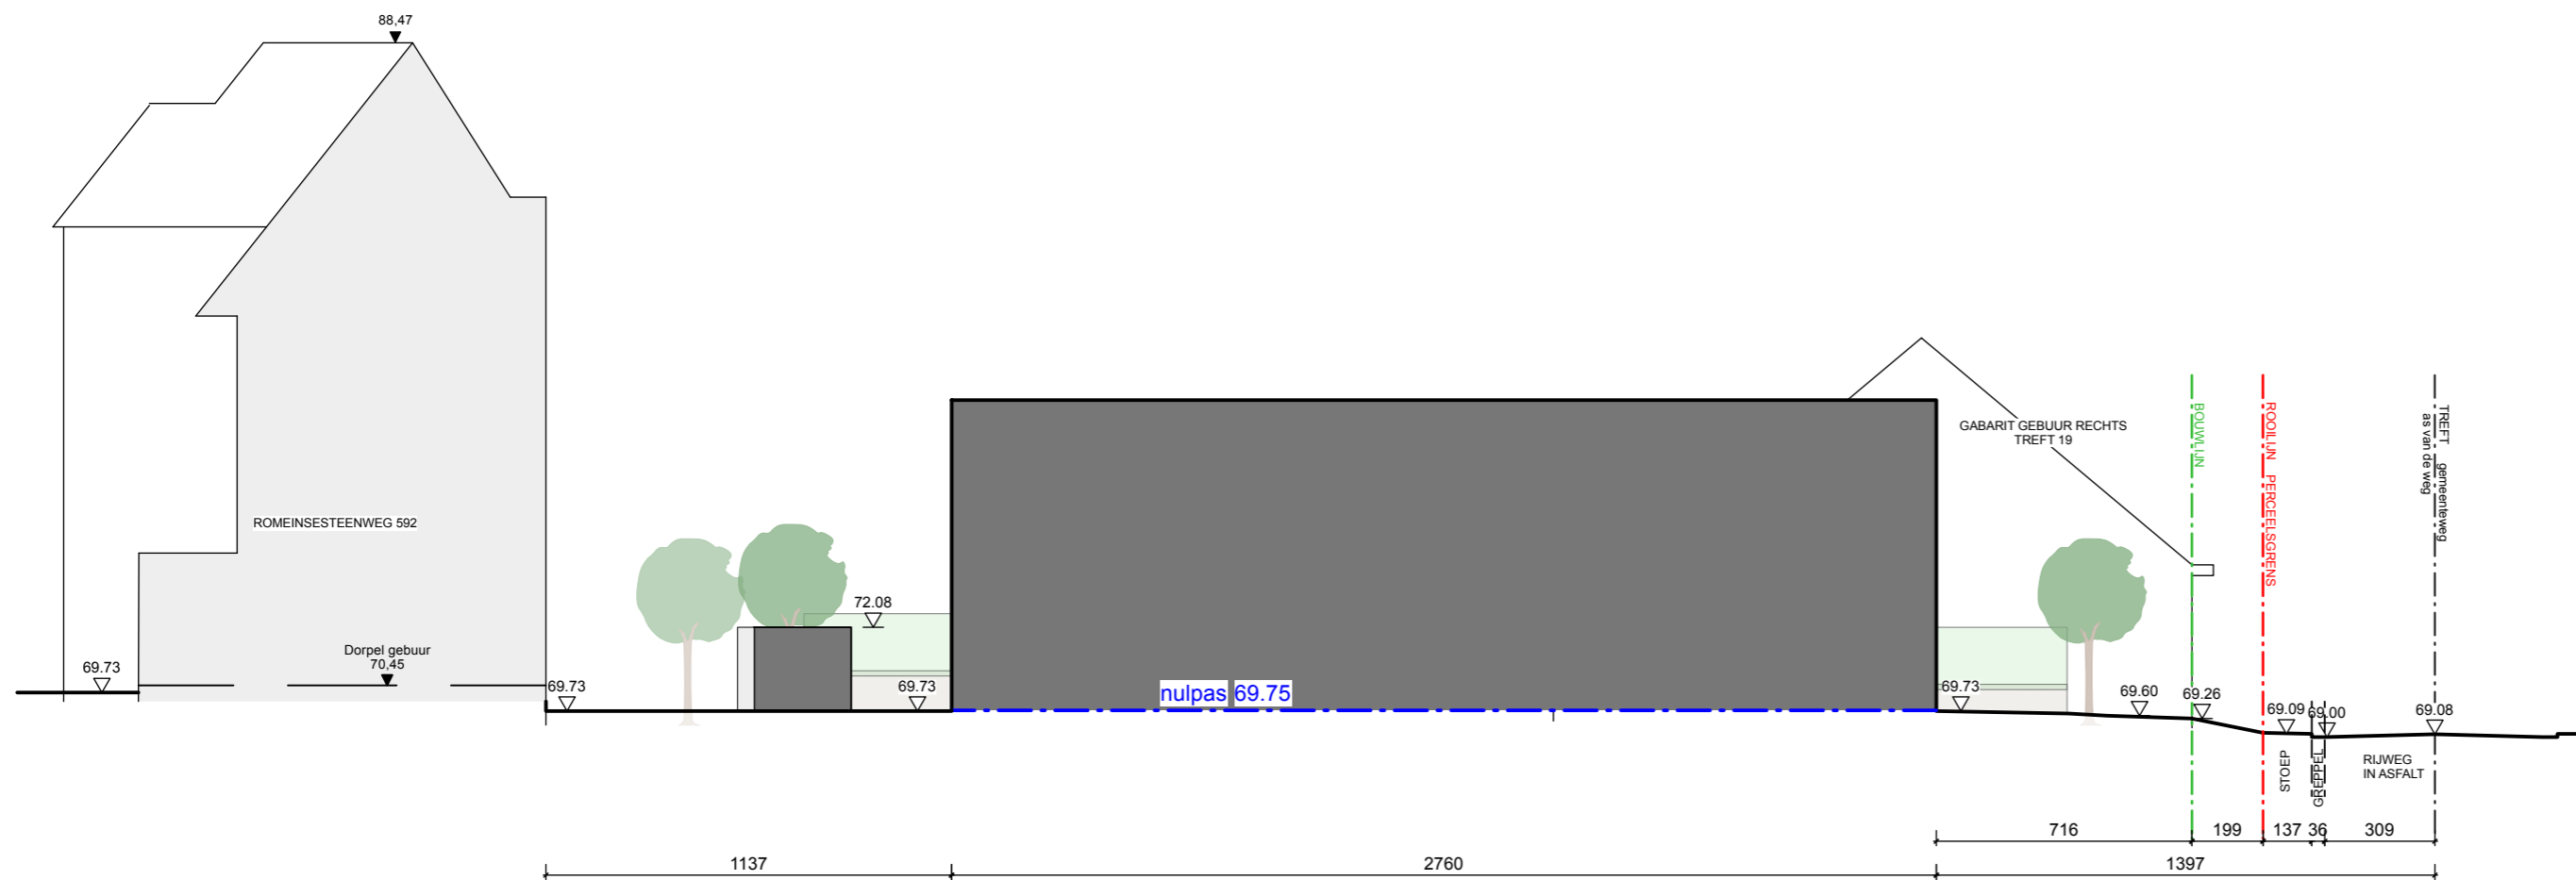 88,47
ROMEINSESTEENWEG 592
Dorpel gebuur
70,45
69.73
69.73
72.08
69.73
nulpas 69.75
GABARIT GEBUUR RECHTS
TREFT 19
69.73
69.60
69.26
69.09
69.00
69.08
BOUWLIJN
ROOILIJN PERCEELSGRENS
TREFT gemeenteweg
as van de weg
STOEP
GREPPEL
RIJWEG
IN ASFALT
716
199
137
36
309
1137
2760
1397